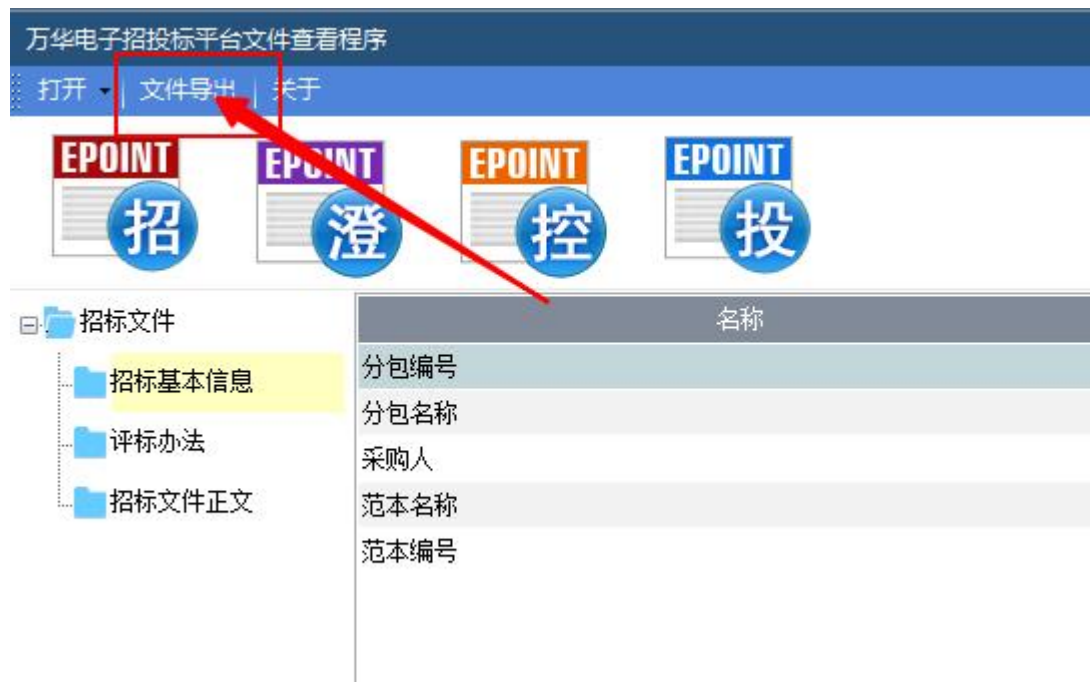 万华电子招投标平台文件查看程序
打开 文件导出 关于
EPOINT EPOINT EPOINT EPOINT
招 澄 控 投
招标文件 名称
招标基本信息 分包编号
分包名称
评标办法 采购人
招标文件正文 范本名称
范本编号